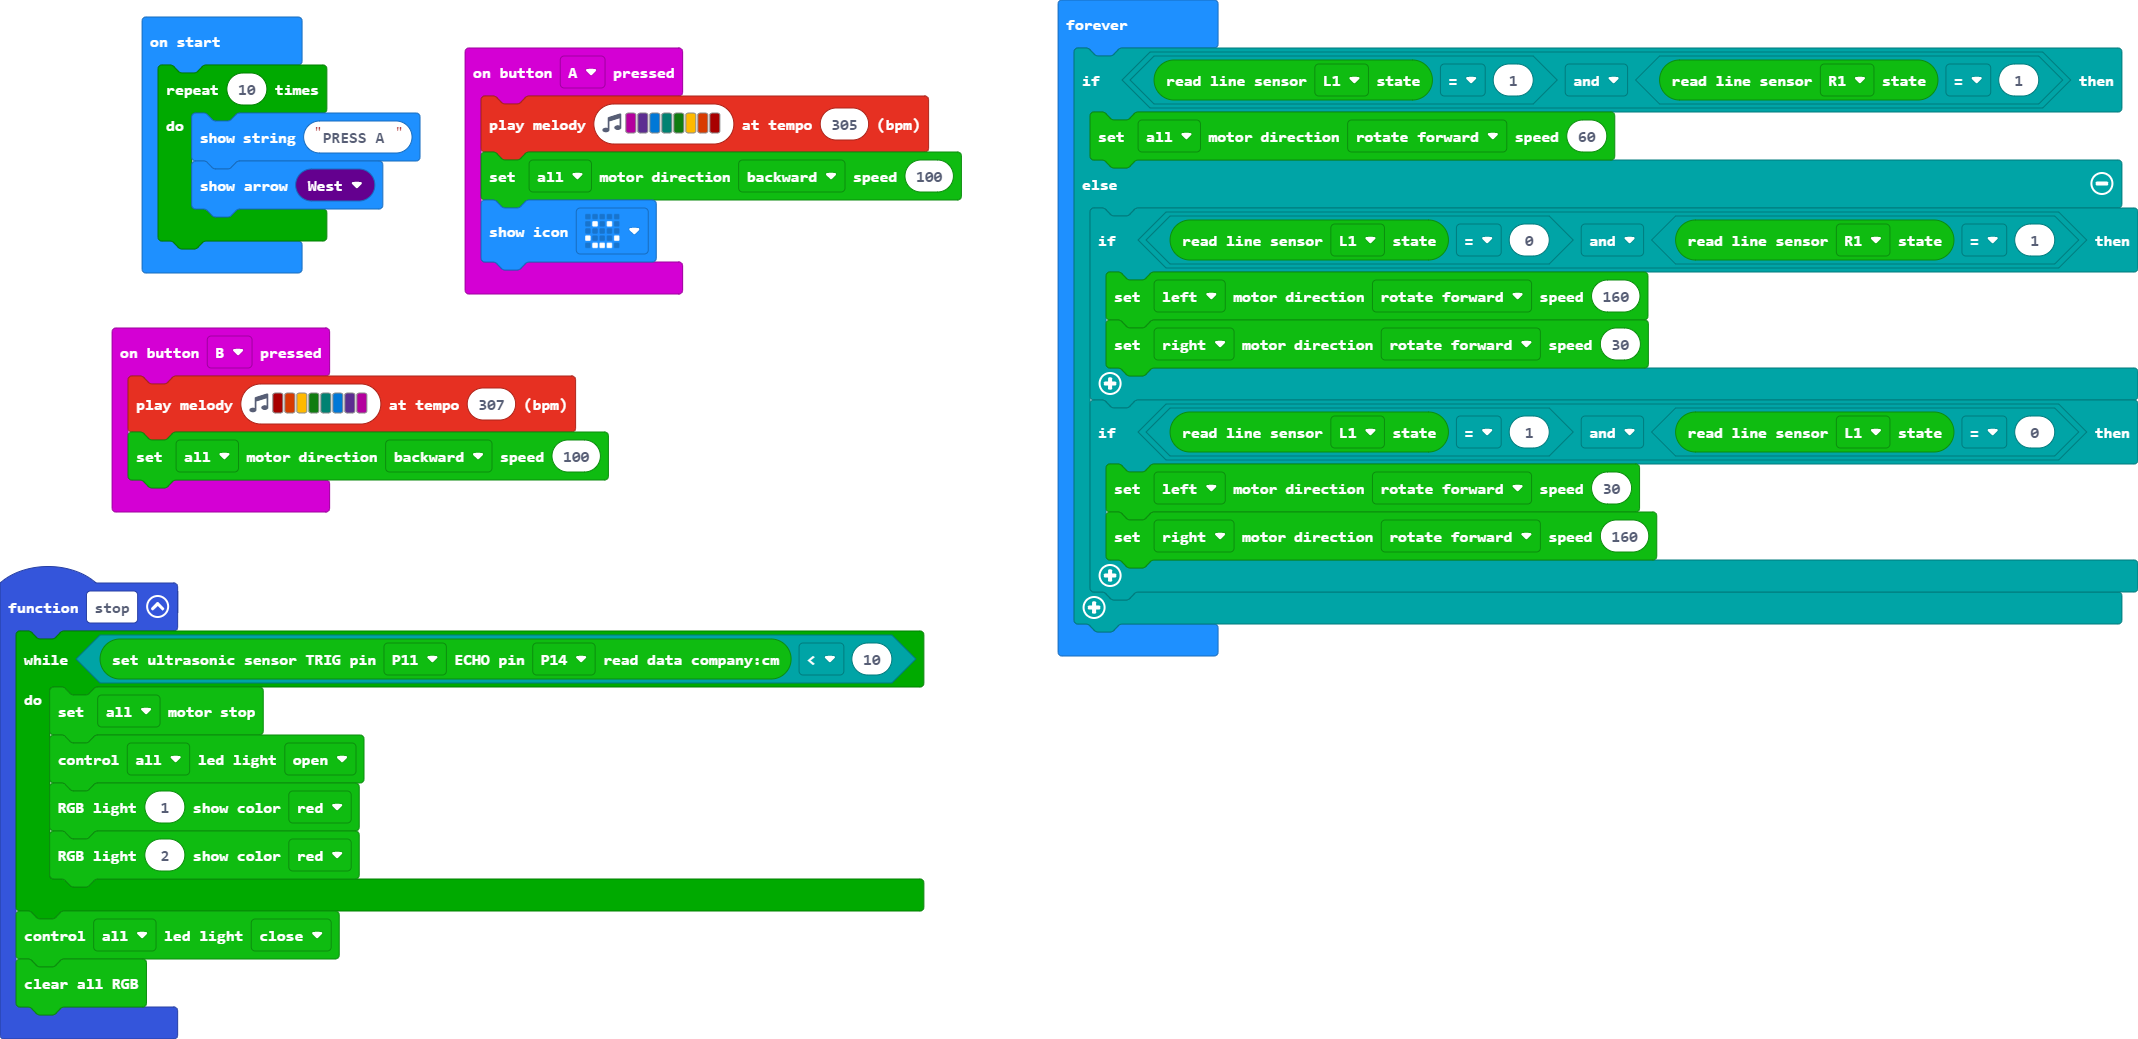 on start
repeat 10 times
do
show string "PRESS A "
show arrow West
on button A pressed
play melody at tempo 305 (bpm)
set all motor direction backward speed 100
show icon
on button B pressed
play melody at tempo 307 (bpm)
set all motor direction backward speed 100
function stop
while set ultrasonic sensor TRIG pin P11 ECHO pin P14 read data company:cm < 10
do
set all motor stop
control all led light open
RGB light 1 show color red
RGB light 2 show color red
control all led light close
clear all RGB
forever
if read line sensor L1 state = 1 and read line sensor R1 state = 1 then
set all motor direction rotate forward speed 60
else
if read line sensor L1 state = 0 and read line sensor R1 state = 1 then
set left motor direction rotate forward speed 160
set right motor direction rotate forward speed 30
if read line sensor L1 state = 1 and read line sensor L1 state = 0 then
set left motor direction rotate forward speed 30
set right motor direction rotate forward speed 160